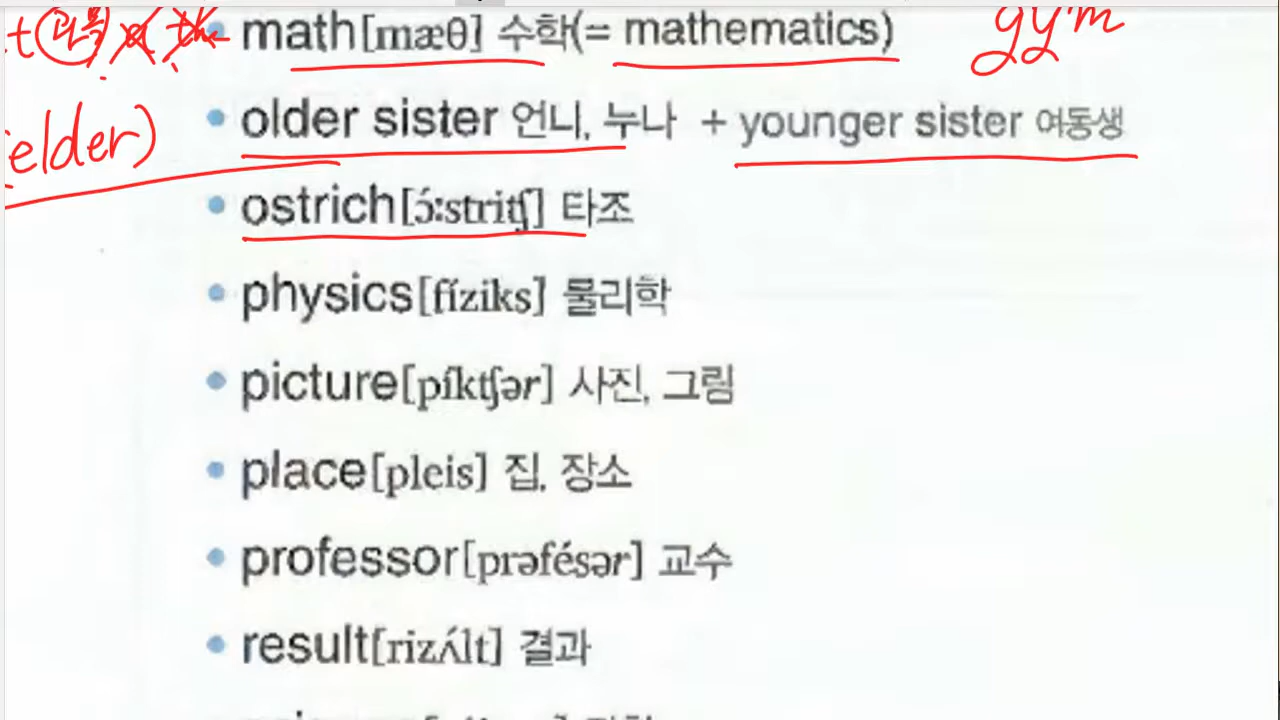 math[mæθ] 수학(= mathematics) gym
older sister 언니, 누나 + younger sister 여동생
elder)
ostrich[ɔ́:stritʃ] 타조
physics[fíziks] 물리학
picture[píktʃər] 사진, 그림
place[pleis] 집, 장소
professor[prəfésər] 교수
result[rizʌ́lt] 결과